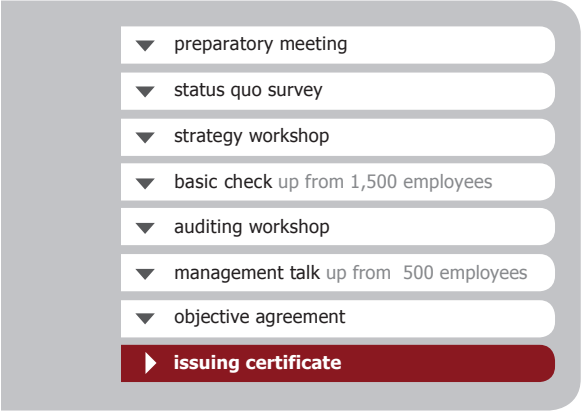 preparatory meeting
status quo survey
strategy workshop
basic check up from 1,500 employees
auditing workshop
management talk up from 500 employees
objective agreement
issuing certificate